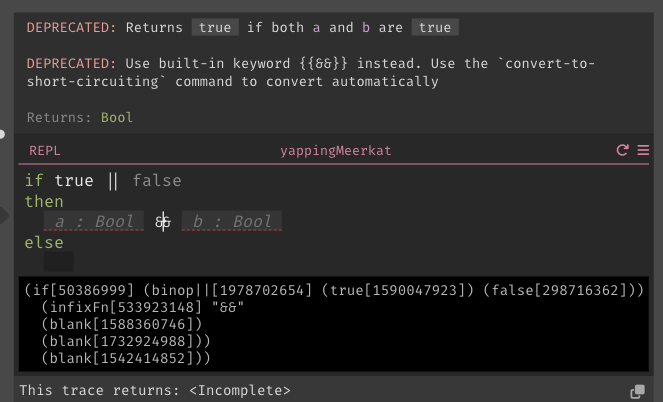 DEPRECATED: Returns true if both a and b are true
DEPRECATED: Use built-in keyword {{&&}} instead. Use the `convert-to-
short-circuiting` command to convert automatically
Returns: Bool
REPL yappingMeerkat
if true || false
then
a : Bool && b : Bool
else
(if[50386999] (binop||[1978702654] (true[1590047923]) (false[298716362]))
(infixFn[533923148] "&&"
(blank[1588360746])
(blank[1732924988]))
(blank[1542414852]))
This trace returns: <Incomplete>